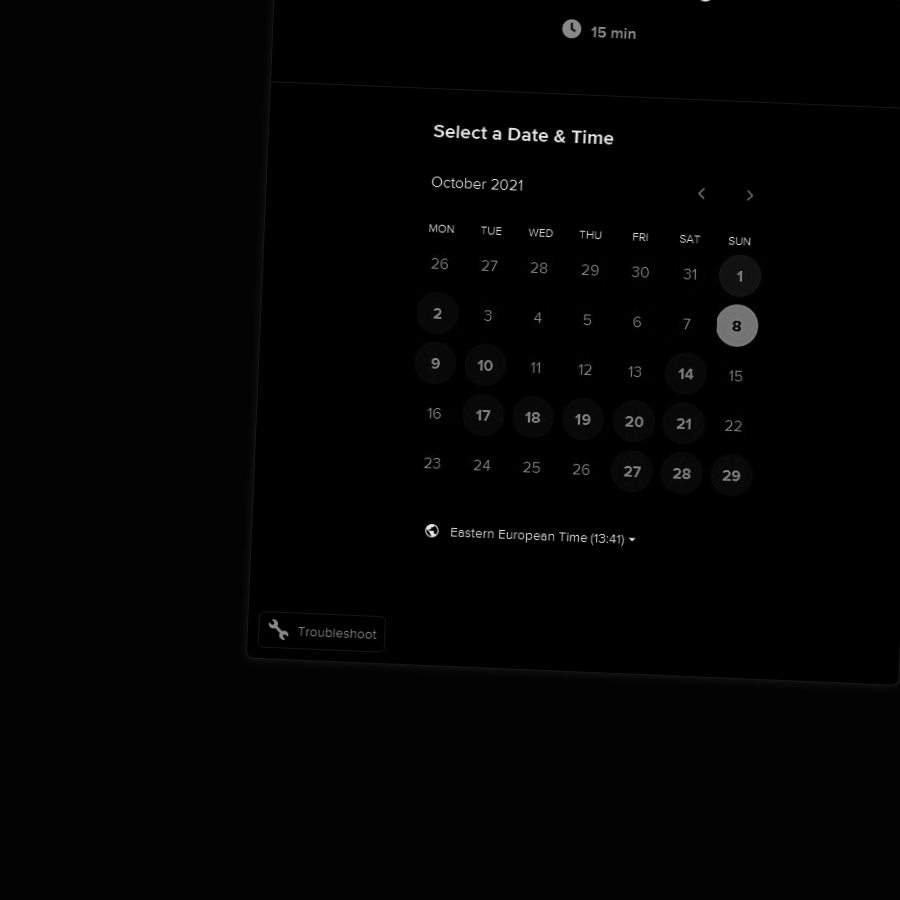 15 min
Select a Date & Time
October 2021
MON TUE WED THU FRI SAT SUN
26 27 28 29 30 31 1
2 3 4 5 6 7 8
9 10 11 12 13 14 15
16 17 18 19 20 21 22
23 24 25 26 27 28 29
Eastern European Time (13:41)
Troubleshoot